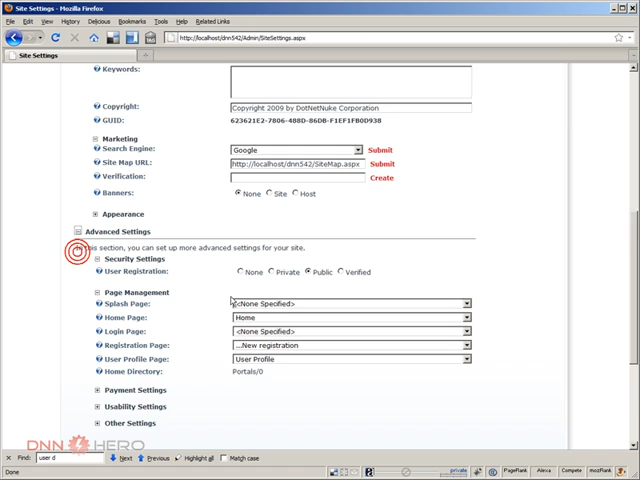 Site Settings - Mozilla Firefox
File Edit View History Delicious Bookmarks Tools Help Related Links
http://localhost/dnn542/Admin/SiteSettings.aspx
Site Settings
Keywords:
Copyright: Copyright 2009 by DotNetNuke Corporation
GUID: 623621E2-7806-488D-86DB-F1EF1FB0D938
Marketing
Search Engine: Google Submit
Site Map URL: http://localhost/dnn542/SiteMap.aspx Submit
Verification: Create
Banners: None Site Host
Appearance
Advanced Settings
In this section, you can set up more advanced settings for your site.
Security Settings
User Registration: None Private Public Verified
Page Management
Splash Page: <None Specified>
Home Page: Home
Login Page: <None Specified>
Registration Page: ...New registration
User Profile Page: User Profile
Home Directory: Portals/0
Payment Settings
Usability Settings
Other Settings
DNN HERO
Find: user d Next Previous Highlight all Match case
Done private PageRank Alexa Compete mozRank